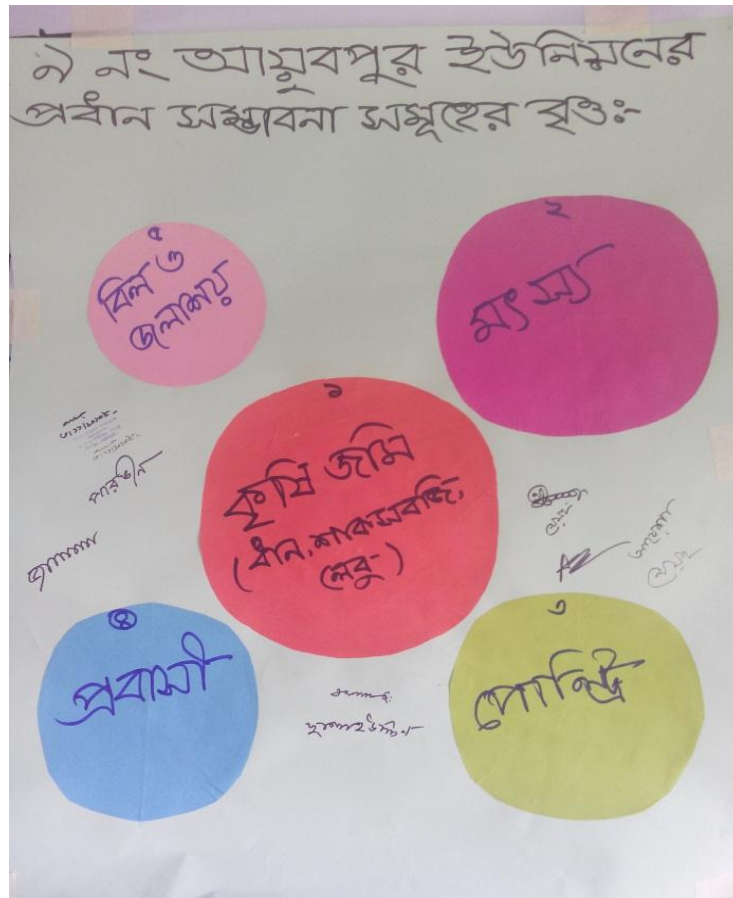 ৯ নং আয়ুবপুর ইউনিয়নের
প্রধান সম্ভাবনা সমূহের বৃত্তঃ-
৫
বিল ও
জলাশয়
২
মৎস্য
১
কৃষি জমি
(ধান, শাকসবজি,
লেবু-)
পারভীন
৪
প্রবাসী
৩
পোল্ট্রি